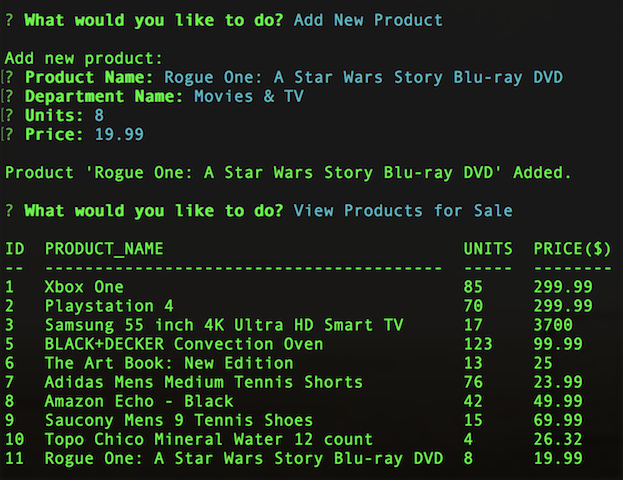 ? What would you like to do? Add New Product
Add new product:
[? Product Name: Rogue One: A Star Wars Story Blu-ray DVD
[? Department Name: Movies & TV
[? Units: 8
[? Price: 19.99
Product 'Rogue One: A Star Wars Story Blu-ray DVD' Added.
? What would you like to do? View Products for Sale
ID  PRODUCT_NAME                              UNITS  PRICE($)
--  ----------------------------------------  -----  --------
1   Xbox One                                  85     299.99
2   Playstation 4                             70     299.99
3   Samsung 55 inch 4K Ultra HD Smart TV      17     3700
5   BLACK+DECKER Convection Oven              123    99.99
6   The Art Book: New Edition                 13     25
7   Adidas Mens Medium Tennis Shorts          76     23.99
8   Amazon Echo - Black                       42     49.99
9   Saucony Mens 9 Tennis Shoes               15     69.99
10  Topo Chico Mineral Water 12 count         4      26.32
11  Rogue One: A Star Wars Story Blu-ray DVD  8      19.99